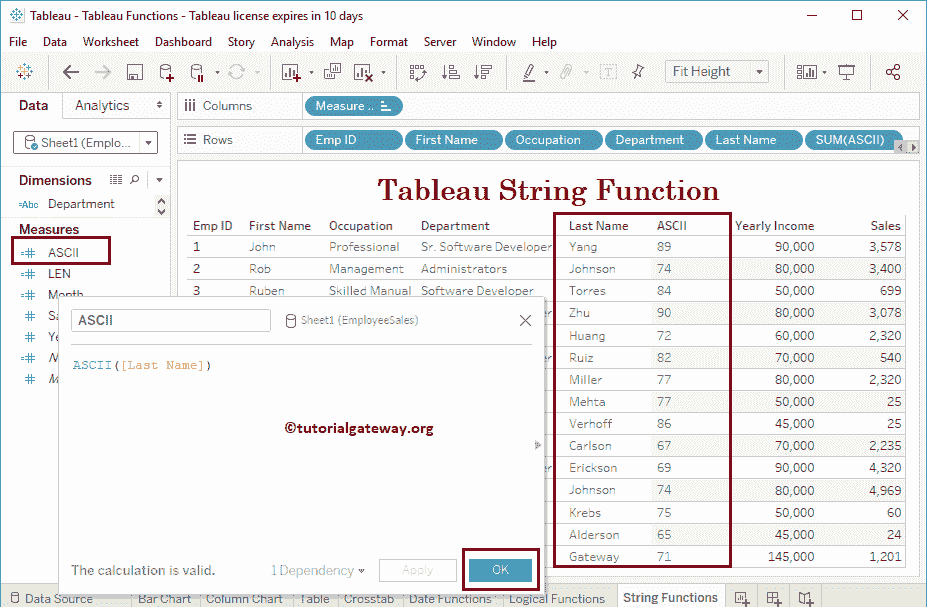 Tableau - Tableau Functions - Tableau license expires in 10 days
File Data Worksheet Dashboard Story Analysis Map Format Server Window Help
Fit Height
Data Analytics
Columns Measure ..
Sheet1 (Emplo...
Rows Emp ID First Name Occupation Department Last Name SUM(ASCII)
Dimensions
Abc Department
Measures
ASCII
LEN
Month
Tableau String Function
Emp ID First Name Occupation Department Last Name ASCII Yearly Income Sales
1 John Professional Sr. Software Developer Yang 89 90,000 3,578
2 Rob Management Administrators Johnson 74 80,000 3,400
3 Ruben Skilled Manual Software Developer Torres 84 50,000 699
Zhu 90 80,000 3,078
Huang 72 60,000 2,320
Ruiz 82 70,000 540
Miller 77 80,000 2,320
Mehta 77 50,000 25
Verhoff 86 45,000 25
Carlson 67 70,000 2,235
Erickson 69 90,000 4,320
Johnson 74 80,000 4,969
Krebs 75 50,000 60
Alderson 65 45,000 24
Gateway 71 145,000 1,201
ASCII Sheet1 (EmployeeSales)
ASCII([Last Name])
©tutorialgateway.org
The calculation is valid. 1 Dependency Apply OK
Data Source Bar Chart Column Chart Table Crosstab Date Functions Logical Functions String Functions